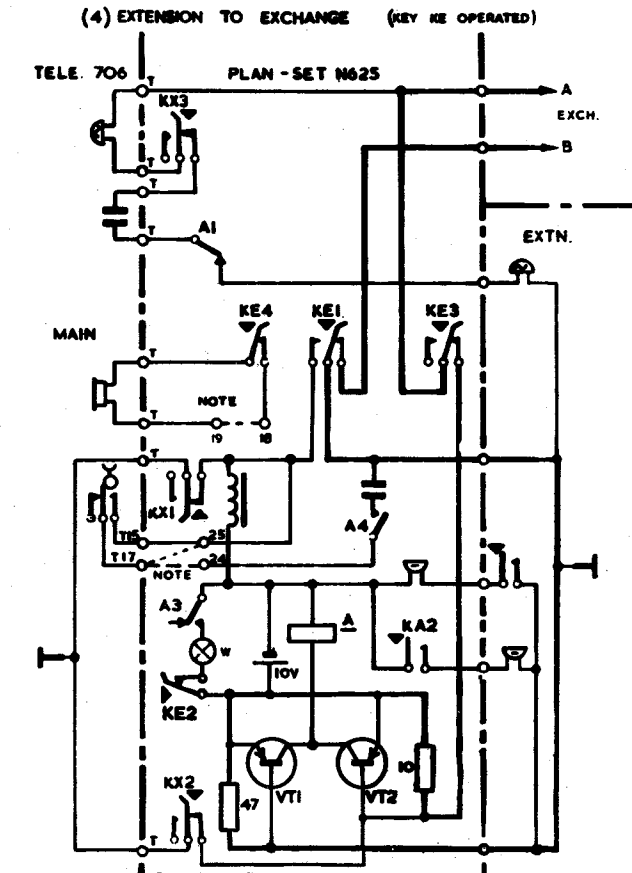 (4) EXTENSION TO EXCHANGE (KEY KE OPERATED)
TELE. 706 T PLAN - SET N625
KX3
A
EXCH.
B
T
T
T
A1
EXTN.
KE4 KE1. KE3
MAIN
T
NOTE
T
19 18
T
KX1
A4
T15 25
T17 24
NOTE
A3
A
KA2
W
10V
KE2
10
47
VT1 VT2
KX2
T